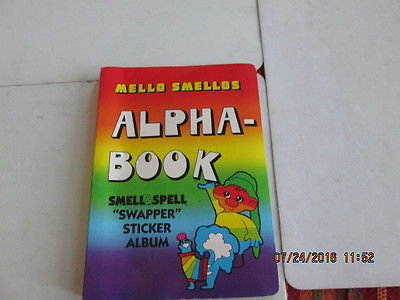 MELLO SMELLOS
ALPHA-
BOOK
SMELL & SPELL
"SWAPPER"
STICKER
ALBUM
07/24/2016 11:52